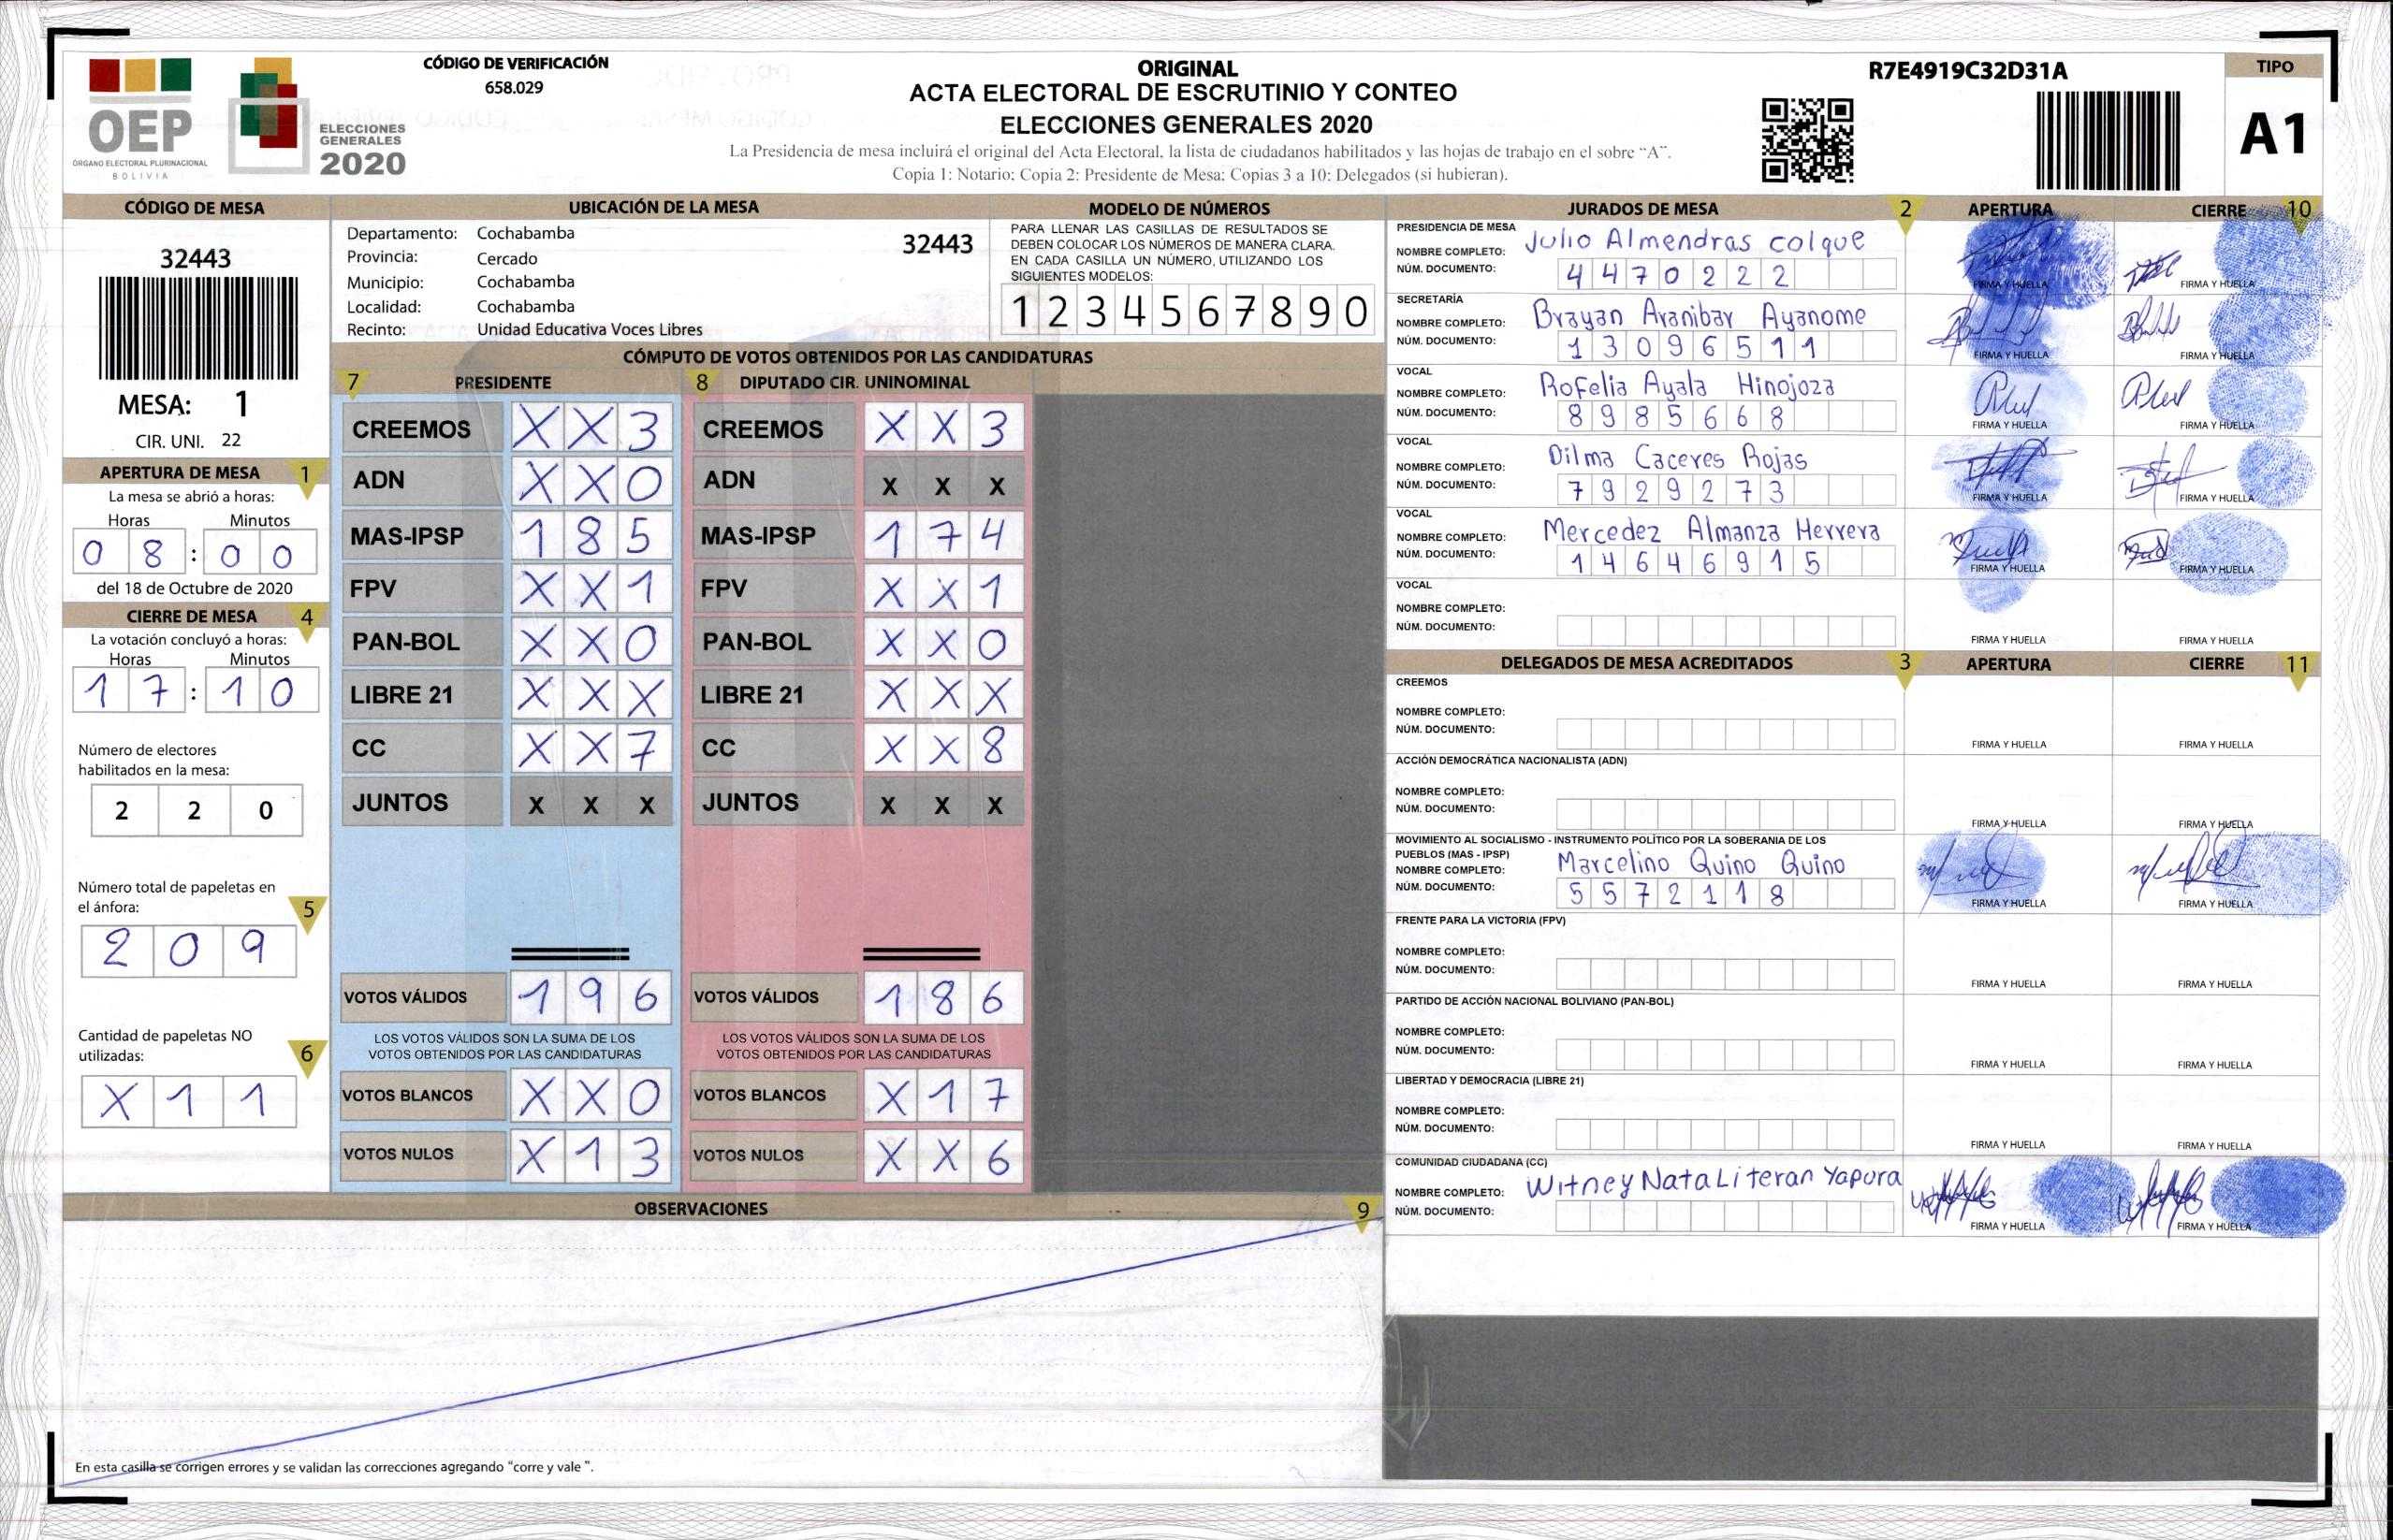 CÓDIGO DE VERIFICACIÓN
658.029
OEP
ÓRGANO ELECTORAL PLURINACIONAL
BOLIVIA
ELECCIONES
GENERALES
2020
ORIGINAL
ACTA ELECTORAL DE ESCRUTINIO Y CONTEO
ELECCIONES GENERALES 2020
La Presidencia de mesa incluirá el original del Acta Electoral, la lista de ciudadanos habilitados y las hojas de trabajo en el sobre “A”.
Copia 1: Notario; Copia 2: Presidente de Mesa; Copias 3 a 10: Delegados (si hubieran).
R7E4919C32D31A
TIPO
A1
CÓDIGO DE MESA
32443
MESA: 1
CIR. UNI. 22
APERTURA DE MESA 1
La mesa se abrió a horas:
Horas Minutos
0 8 : 0 0
del 18 de Octubre de 2020
CIERRE DE MESA 4
La votación concluyó a horas:
Horas Minutos
1 7 : 1 0
Número de electores
habilitados en la mesa:
2 2 0
Número total de papeletas en
el ánfora: 5
2 0 9
Cantidad de papeletas NO
utilizadas: 6
X 1 1
UBICACIÓN DE LA MESA
Departamento: Cochabamba 32443
Provincia: Cercado
Municipio: Cochabamba
Localidad: Cochabamba
Recinto: Unidad Educativa Voces Libres
MODELO DE NÚMEROS
PARA LLENAR LAS CASILLAS DE RESULTADOS SE
DEBEN COLOCAR LOS NÚMEROS DE MANERA CLARA.
EN CADA CASILLA UN NÚMERO, UTILIZANDO LOS
SIGUIENTES MODELOS:
1 2 3 4 5 6 7 8 9 0
CÓMPUTO DE VOTOS OBTENIDOS POR LAS CANDIDATURAS
7 PRESIDENTE 8 DIPUTADO CIR. UNINOMINAL
CREEMOS X X 3 CREEMOS X X 3
ADN X X 0 ADN X X X
MAS-IPSP 1 8 5 MAS-IPSP 1 7 4
FPV X X 1 FPV X X 1
PAN-BOL X X 0 PAN-BOL X X 0
LIBRE 21 X X X LIBRE 21 X X X
CC X X 7 CC X X 8
JUNTOS X X X JUNTOS X X X
VOTOS VÁLIDOS 1 9 6 VOTOS VÁLIDOS 1 8 6
LOS VOTOS VÁLIDOS SON LA SUMA DE LOS LOS VOTOS VÁLIDOS SON LA SUMA DE LOS
VOTOS OBTENIDOS POR LAS CANDIDATURAS VOTOS OBTENIDOS POR LAS CANDIDATURAS
VOTOS BLANCOS X X 0 VOTOS BLANCOS X 1 7
VOTOS NULOS X 1 3 VOTOS NULOS X X 6
OBSERVACIONES 9
En esta casilla se corrigen errores y se validan las correcciones agregando “corre y vale ”.
JURADOS DE MESA 2 APERTURA CIERRE 10
PRESIDENCIA DE MESA
NOMBRE COMPLETO: Julio Almendras colque
NÚM. DOCUMENTO: 4 4 7 0 2 2 2
FIRMA Y HUELLA FIRMA Y HUELLA
SECRETARÍA
NOMBRE COMPLETO: Brayan Aranibar Ayanome
NÚM. DOCUMENTO: 1 3 0 9 6 5 1 1
FIRMA Y HUELLA FIRMA Y HUELLA
VOCAL
NOMBRE COMPLETO: Rofelia Ayala Hinojoza
NÚM. DOCUMENTO: 8 9 8 5 6 6 8
FIRMA Y HUELLA FIRMA Y HUELLA
VOCAL
NOMBRE COMPLETO: Dilma Caceres Rojas
NÚM. DOCUMENTO: 7 9 2 9 2 7 3
FIRMA Y HUELLA FIRMA Y HUELLA
VOCAL
NOMBRE COMPLETO: Mercedez Almanza Herrera
NÚM. DOCUMENTO: 1 4 6 4 6 9 1 5
FIRMA Y HUELLA FIRMA Y HUELLA
VOCAL
NOMBRE COMPLETO:
NÚM. DOCUMENTO:
FIRMA Y HUELLA FIRMA Y HUELLA
DELEGADOS DE MESA ACREDITADOS 3 APERTURA CIERRE 11
CREEMOS
NOMBRE COMPLETO:
NÚM. DOCUMENTO:
FIRMA Y HUELLA FIRMA Y HUELLA
ACCIÓN DEMOCRÁTICA NACIONALISTA (ADN)
NOMBRE COMPLETO:
NÚM. DOCUMENTO:
FIRMA Y HUELLA FIRMA Y HUELLA
MOVIMIENTO AL SOCIALISMO - INSTRUMENTO POLÍTICO POR LA SOBERANIA DE LOS
PUEBLOS (MAS - IPSP)
NOMBRE COMPLETO: Marcelino Quino Quino
NÚM. DOCUMENTO: 5 5 7 2 1 1 8
FIRMA Y HUELLA FIRMA Y HUELLA
FRENTE PARA LA VICTORIA (FPV)
NOMBRE COMPLETO:
NÚM. DOCUMENTO:
FIRMA Y HUELLA FIRMA Y HUELLA
PARTIDO DE ACCIÓN NACIONAL BOLIVIANO (PAN-BOL)
NOMBRE COMPLETO:
NÚM. DOCUMENTO:
FIRMA Y HUELLA FIRMA Y HUELLA
LIBERTAD Y DEMOCRACIA (LIBRE 21)
NOMBRE COMPLETO:
NÚM. DOCUMENTO:
FIRMA Y HUELLA FIRMA Y HUELLA
COMUNIDAD CIUDADANA (CC)
NOMBRE COMPLETO: Witney Nata Literan Yapura
NÚM. DOCUMENTO:
FIRMA Y HUELLA FIRMA Y HUELLA